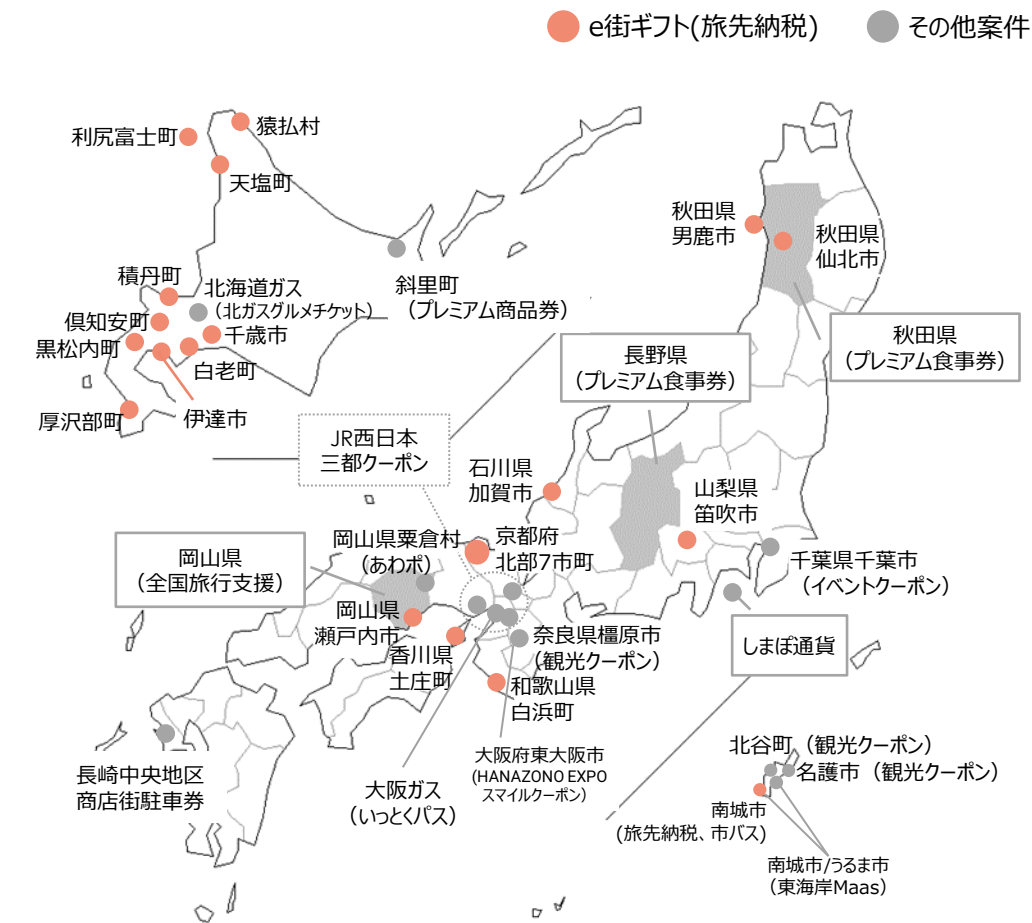 e街ギフト(旅先納税)
その他案件
利尻富士町
猿払村
天塩町
積丹町
北海道ガス
(北ガスグルメチケット)
倶知安町
黒松内町
千歳市
白老町
伊達市
厚沢部町
斜里町
(プレミアム商品券)
秋田県
男鹿市
秋田県
仙北市
秋田県
(プレミアム食事券)
長野県
(プレミアム食事券)
JR西日本
三都クーポン
石川県
加賀市
山梨県
笛吹市
岡山県
(全国旅行支援)
岡山県粟倉村
(あわポ)
京都府
北部7市町
千葉県千葉市
(イベントクーポン)
岡山県
瀬戸内市
香川県
土庄町
奈良県橿原市
(観光クーポン)
しまぽ通貨
和歌山県
白浜町
長崎中央地区
商店街駐車券
大阪ガス
(いっとくパス)
大阪府東大阪市
(HANAZONO EXPO
スマイルクーポン)
北谷町(観光クーポン)
名護市(観光クーポン)
南城市
(旅先納税、市バス)
南城市/うるま市
(東海岸Maas)